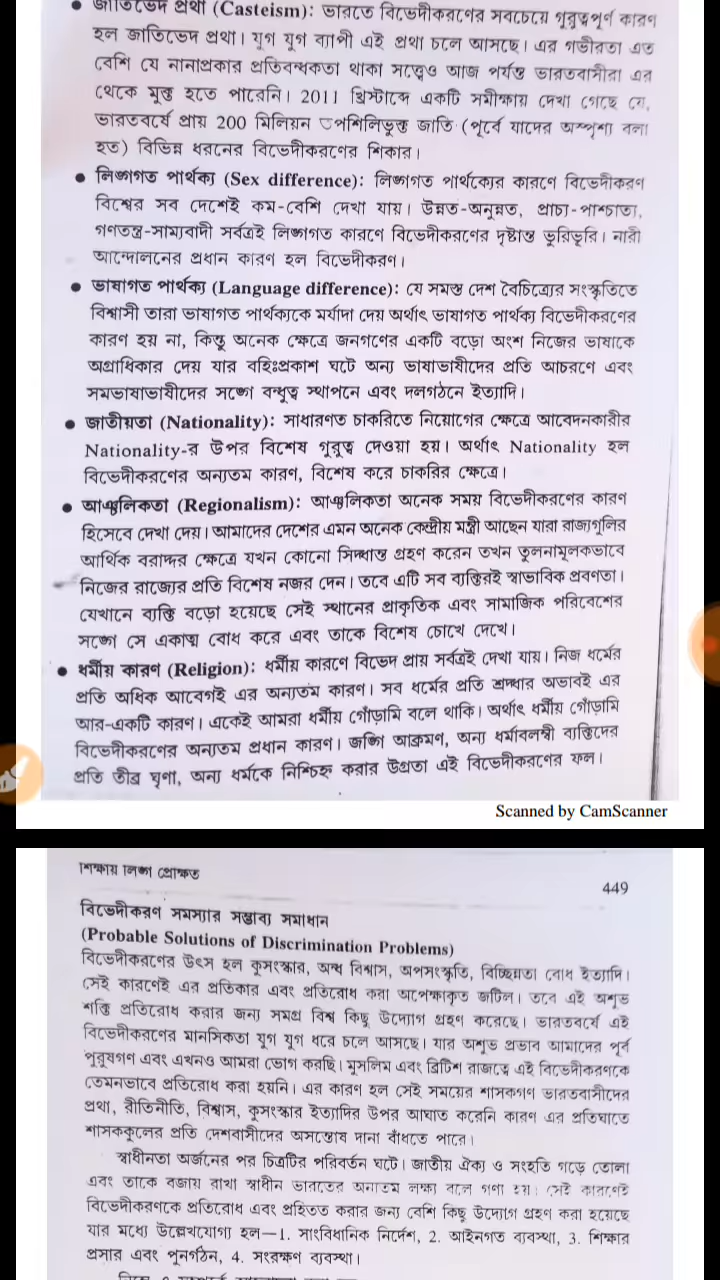 জাতিভেদ প্রথা (Casteism): ভারতে বিভেদীকরণের সবচেয়ে গুরুত্বপূর্ণ কারণ
হল জাতিভেদ প্রথা। যুগ যুগ ব্যাপী এই প্রথা চলে আসছে। এর গভীরতা এত
বেশি যে নানাপ্রকার প্রতিবন্ধকতা থাকা সত্ত্বেও আজ পর্যন্ত ভারতবাসীরা এর
থেকে মুক্ত হতে পারেনি। 2011 খ্রিস্টাব্দে একটি সমীক্ষায় দেখা গেছে যে,
ভারতবর্ষে প্রায় 200 মিলিয়ন তপশিলিভুক্ত জাতি (পূর্বে যাদের অস্পৃশ্য বলা
হত) বিভিন্ন ধরনের বিভেদীকরণের শিকার।
• লিঙ্গগত পার্থক্য (Sex difference): লিঙ্গগত পার্থক্যের কারণে বিভেদীকরণ
বিশ্বের সব দেশেই কম-বেশি দেখা যায়। উন্নত-অনুন্নত, প্রাচ্য-পাশ্চাত্য,
গণতন্ত্র-সাম্যবাদী সর্বত্রই লিঙ্গগত কারণে বিভেদীকরণের দৃষ্টান্ত ভুরিভুরি। নারী
আন্দোলনের প্রধান কারণ হল বিভেদীকরণ।
• ভাষাগত পার্থক্য (Language difference): যে সমস্ত দেশ বৈচিত্র্যের সংস্কৃতিতে
বিশ্বাসী তারা ভাষাগত পার্থক্যকে মর্যাদা দেয় অর্থাৎ ভাষাগত পার্থক্য বিভেদীকরণের
কারণ হয় না, কিন্তু অনেক ক্ষেত্রে জনগণের একটি বড়ো অংশ নিজের ভাষাকে
অগ্রাধিকার দেয় যার বহিঃপ্রকাশ ঘটে অন্য ভাষাভাষীদের প্রতি আচরণে এবং
সমভাষাভাষীদের সঙ্গে বন্ধুত্ব স্থাপনে এবং দলগঠনে ইত্যাদি।
• জাতীয়তা (Nationality): সাধারণত চাকরিতে নিয়োগের ক্ষেত্রে আবেদনকারীর
Nationality-র উপর বিশেষ গুরুত্ব দেওয়া হয়। অর্থাৎ Nationality হল
বিভেদীকরণের অন্যতম কারণ, বিশেষ করে চাকরির ক্ষেত্রে।
• আঞ্চলিকতা (Regionalism): আঞ্চলিকতা অনেক সময় বিভেদীকরণের কারণ
হিসেবে দেখা দেয়। আমাদের দেশের এমন অনেক কেন্দ্রীয় মন্ত্রী আছেন যারা রাজ্যগুলির
আর্থিক বরাদ্দর ক্ষেত্রে যখন কোনো সিদ্ধান্ত গ্রহণ করেন তখন তুলনামূলকভাবে
নিজের রাজ্যের প্রতি বিশেষ নজর দেন। তবে এটি সব ব্যক্তিরই স্বাভাবিক প্রবণতা।
যেখানে ব্যক্তি বড়ো হয়েছে সেই স্থানের প্রাকৃতিক এবং সামাজিক পরিবেশের
সঙ্গে সে একাত্ম বোধ করে এবং তাকে বিশেষ চোখে দেখে।
• ধর্মীয় কারণ (Religion): ধর্মীয় কারণে বিভেদ প্রায় সর্বত্রই দেখা যায়। নিজ ধর্মের
প্রতি অধিক আবেগই এর অন্যতম কারণ। সব ধর্মের প্রতি শ্রদ্ধার অভাবই এর
আর-একটি কারণ। একেই আমরা ধর্মীয় গোঁড়ামি বলে থাকি। অর্থাৎ ধর্মীয় গোঁড়ামি
বিভেদীকরণের অন্যতম প্রধান কারণ। জঙ্গি আক্রমণ, অন্য ধর্মাবলম্বী ব্যক্তিদের
প্রতি তীব্র ঘৃণা, অন্য ধর্মকে নিশ্চিহ্ন করার উগ্রতা এই বিভেদীকরণের ফল।
Scanned by CamScanner
শিক্ষায় লিঙ্গ প্রেক্ষিত
449
বিভেদীকরণ সমস্যার সম্ভাব্য সমাধান
(Probable Solutions of Discrimination Problems)
বিভেদীকরণের উৎস হল কুসংস্কার, অন্ধ বিশ্বাস, অপসংস্কৃতি, বিচ্ছিন্নতা বোধ ইত্যাদি।
সেই কারণেই এর প্রতিকার এবং প্রতিরোধ করা অপেক্ষাকৃত জটিল। তবে এই অশুভ
শক্তি প্রতিরোধ করার জন্য সমগ্র বিশ্ব কিছু উদ্যোগ গ্রহণ করেছে। ভারতবর্ষে এই
বিভেদীকরণের মানসিকতা যুগ যুগ ধরে চলে আসছে। যার অশুভ প্রভাব আমাদের পূর্ব
পুরুষগণ এবং এখনও আমরা ভোগ করছি। মুসলিম এবং ব্রিটিশ রাজত্বে এই বিভেদীকরণকে
তেমনভাবে প্রতিরোধ করা হয়নি। এর কারণ হল সেই সময়ের শাসকগণ ভারতবাসীদের
প্রথা, রীতিনীতি, বিশ্বাস, কুসংস্কার ইত্যাদির উপর আঘাত করেনি কারণ এর প্রতিঘাতে
শাসককুলের প্রতি দেশবাসীদের অসন্তোষ দানা বাঁধতে পারে।
স্বাধীনতা অর্জনের পর চিত্রটির পরিবর্তন ঘটে। জাতীয় ঐক্য ও সংহতি গড়ে তোলা
এবং তাকে বজায় রাখা স্বাধীন ভারতের অন্যতম লক্ষ্য বলে গণ্য হয়। সেই কারণেই
বিভেদীকরণকে প্রতিরোধ এবং প্রহিত করার জন্য বেশি কিছু উদ্যোগ গ্রহণ করা হয়েছে
যার মধ্যে উল্লেখযোগ্য হল—1. সাংবিধানিক নির্দেশ, 2. আইনগত ব্যবস্থা, 3. শিক্ষার
প্রসার এবং পুনর্গঠন, 4. সংরক্ষণ ব্যবস্থা।